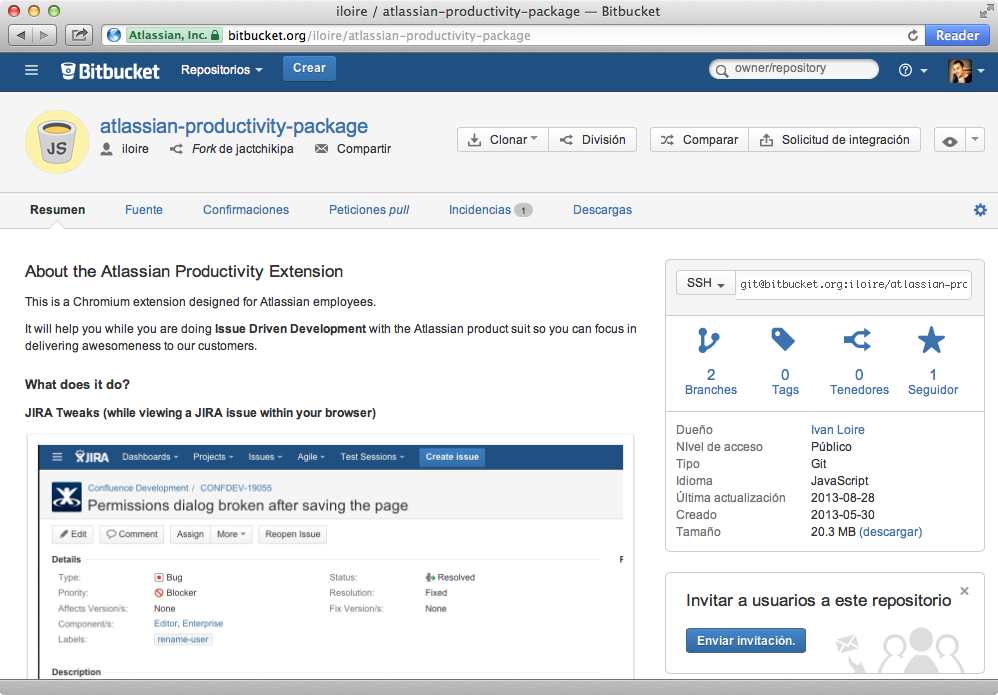 iloire / atlassian-productivity-package — Bitbucket
Atlassian, Inc. bitbucket.org/iloire/atlassian-productivity-package Reader
Bitbucket Repositorios Crear owner/repository
JS
atlassian-productivity-package
iloire Fork de jactchikipa Compartir
Clonar División Comparar Solicitud de integración
Resumen Fuente Confirmaciones Peticiones pull Incidencias 1 Descargas
About the Atlassian Productivity Extension
This is a Chromium extension designed for Atlassian employees.
It will help you while you are doing Issue Driven Development with the Atlassian product suit so you can focus in
delivering awesomeness to our customers.
What does it do?
JIRA Tweaks (while viewing a JIRA issue within your browser)
JIRA Dashboards Projects Issues Agile Test Sessions Create issue
Confluence Development / CONFDEV-19055
Permissions dialog broken after saving the page
Edit Comment Assign More Reopen Issue
Details
Type: Bug Status: Resolved
Priority: Blocker Resolution: Fixed
Affects Version/s: None Fix Version/s: None
Component/s: Editor, Enterprise
Labels: rename-user
Description
SSH git@bitbucket.org:iloire/atlassian-pro
2 0 0 1
Branches Tags Tenedores Seguidor
Dueño Ivan Loire
NIvel de acceso Público
Tipo Git
Idioma JavaScript
Última actualización 2013-08-28
Creado 2013-05-30
Tamaño 20.3 MB (descargar)
Invitar a usuarios a este repositorio
Enviar invitación.